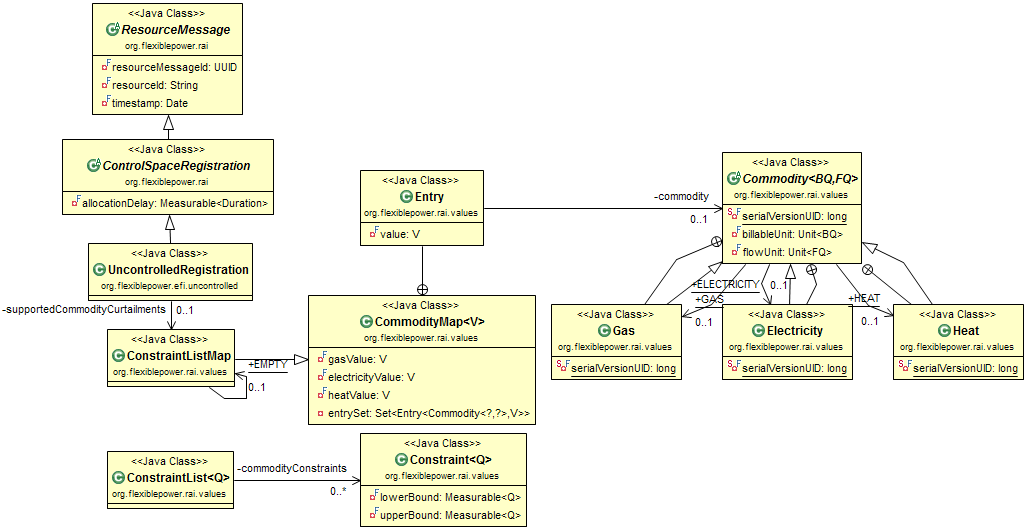 <<Java Class>>
ResourceMessage
org.flexiblepower.rai
resourceMessageId: UUID
resourceId: String
timestamp: Date
<<Java Class>>
ControlSpaceRegistration
org.flexiblepower.rai
allocationDelay: Measurable<Duration>
<<Java Class>>
UncontrolledRegistration
org.flexiblepower.efi.uncontrolled
-supportedCommodityCurtailments
0..1
<<Java Class>>
ConstraintListMap
org.flexiblepower.rai.values
+EMPTY
0..1
<<Java Class>>
Entry
org.flexiblepower.rai.values
value: V
-commodity
0..1
<<Java Class>>
CommodityMap<V>
org.flexiblepower.rai.values
gasValue: V
electricityValue: V
heatValue: V
entrySet: Set<Entry<Commodity<?,?>,V>>
<<Java Class>>
Commodity<BQ,FQ>
org.flexiblepower.rai.values
serialVersionUID: long
billableUnit: Unit<BQ>
flowUnit: Unit<FQ>
+ELECTRICITY
0..1
+GAS
0..1
+HEAT
0..1
<<Java Class>>
Gas
org.flexiblepower.rai.values
serialVersionUID: long
<<Java Class>>
Electricity
org.flexiblepower.rai.values
serialVersionUID: long
<<Java Class>>
Heat
org.flexiblepower.rai.values
serialVersionUID: long
<<Java Class>>
ConstraintList<Q>
org.flexiblepower.rai.values
-commodityConstraints
0..*
<<Java Class>>
Constraint<Q>
org.flexiblepower.rai.values
lowerBound: Measurable<Q>
upperBound: Measurable<Q>